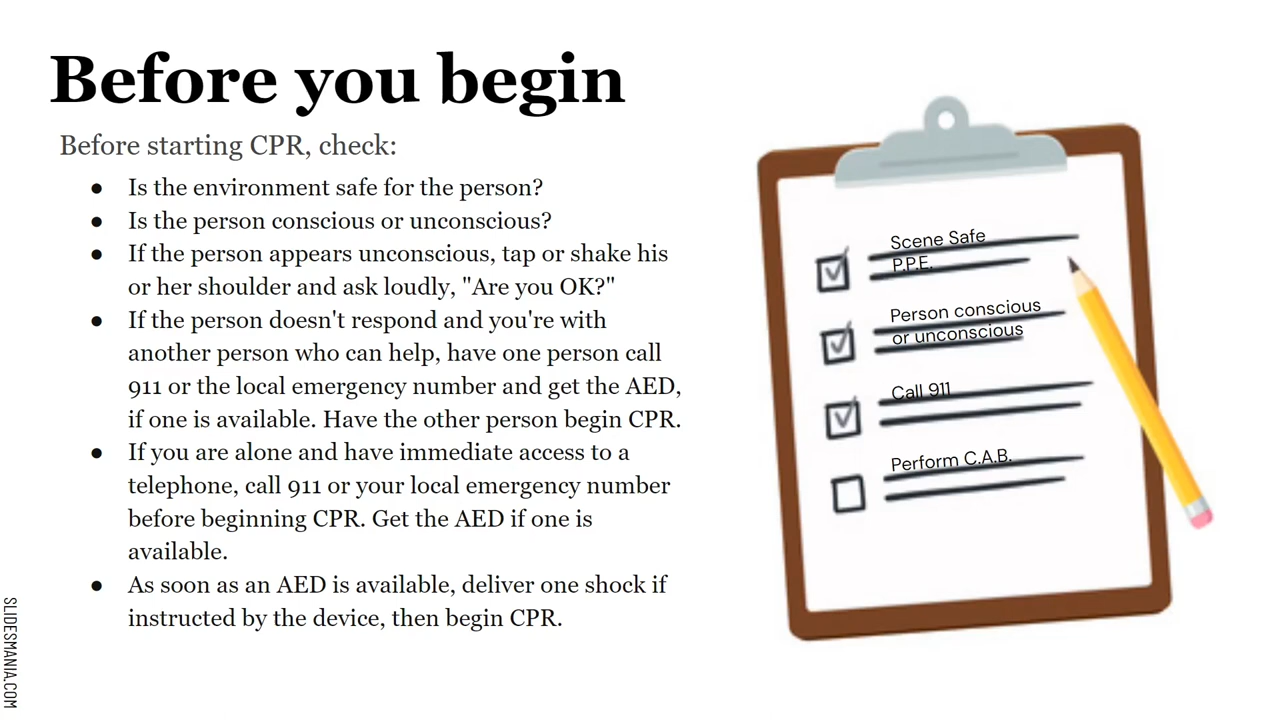 Before you begin
Before starting CPR, check:
● Is the environment safe for the person?
● Is the person conscious or unconscious?
● If the person appears unconscious, tap or shake his
or her shoulder and ask loudly, "Are you OK?"
● If the person doesn't respond and you're with
another person who can help, have one person call
911 or the local emergency number and get the AED,
if one is available. Have the other person begin CPR.
● If you are alone and have immediate access to a
telephone, call 911 or your local emergency number
before beginning CPR. Get the AED if one is
available.
● As soon as an AED is available, deliver one shock if
instructed by the device, then begin CPR.
Scene Safe
P.P.E.
Person conscious
or unconscious
Call 911
Perform C.A.B.
SLIDESMANIA.COM